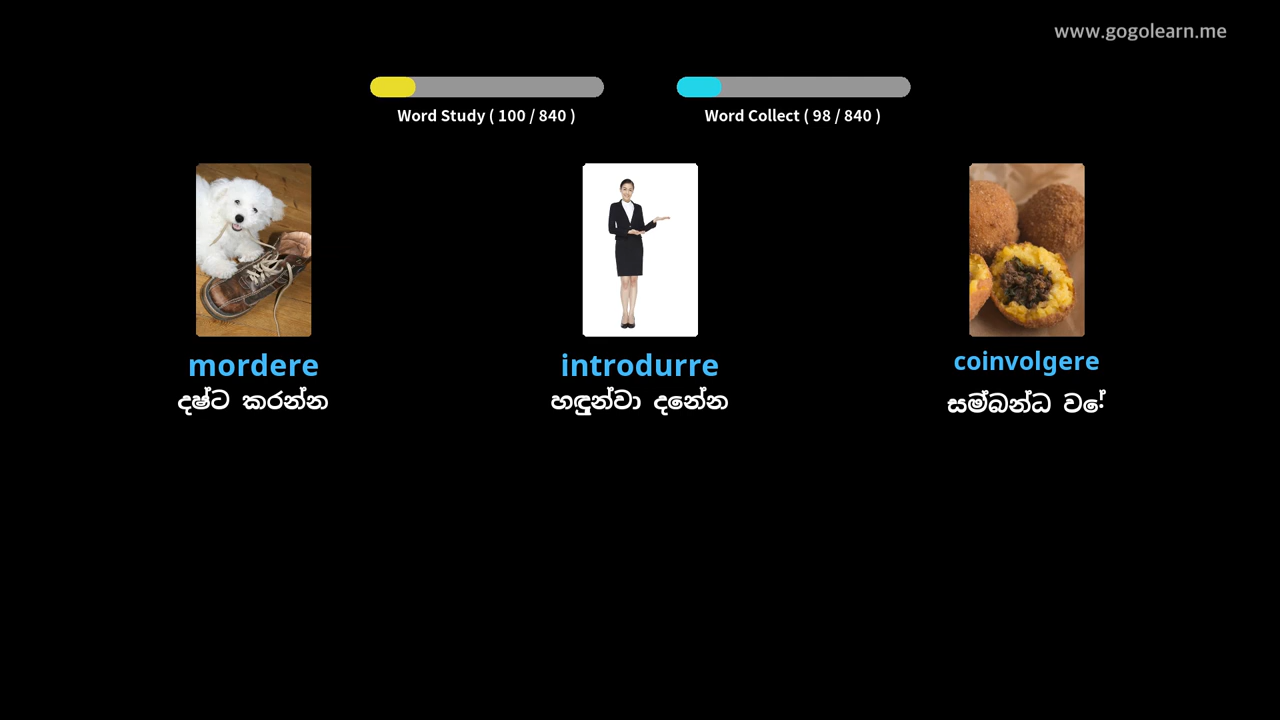 www.gogolearn.me
Word Study ( 100 / 840 )
Word Collect ( 98 / 840 )
mordere
introdurre
coinvolgere
දෂ්ට කරන්න
හඳුන්වා දනේන
සම්බන්ධ වේ!